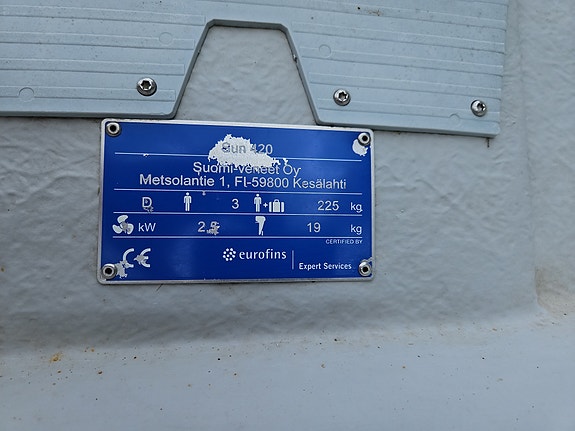 Sun 420
Suomi-Veneet Oy
Metsolantie 1, FI-59800 Kesälahti
D 3 + 225 kg
kW 19 kg
CERTIFIED BY
CE eurofins Expert Services